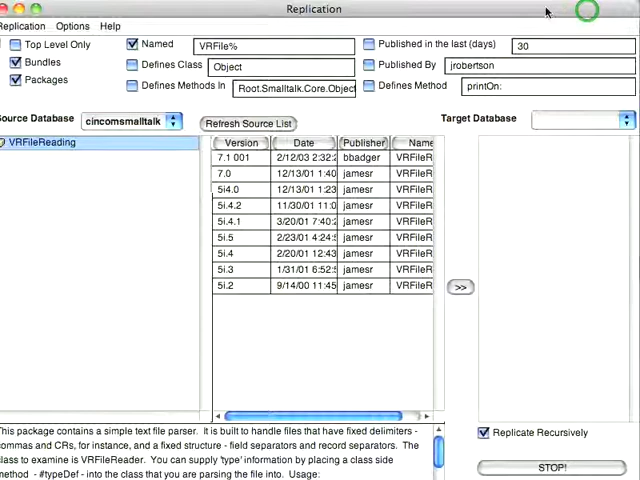 Replication
Replication Options Help
Top Level Only
Named
VRFile%
Published in the last (days)
30
Bundles
Defines Class
Object
Published By
jrobertson
Packages
Defines Methods In
Root.Smalltalk.Core.Object
Defines Method
printOn:
Source Database
cincomsmalltalk
Refresh Source List
Target Database
VRFileReading
Version Date Publisher Name
7.1 001 2/12/03 2:32: bbadger VRFileR
7.0 12/13/01 1:40 jamesr VRFileR
5i4.0 12/13/01 1:23 jamesr VRFileR
5i.4.2 11/30/01 11:0 jamesr VRFileR
5i.4.1 3/20/01 7:40: jamesr VRFileR
5i.5 2/23/01 4:24: jamesr VRFileR
5i.4 2/20/01 12:43 jamesr VRFileR
5i.3 1/31/01 6:52: jamesr VRFileR
5i.2 9/14/00 11:45 jamesr VRFileR
>>
This package contains a simple text file parser. It is built to handle files that have fixed delimiters -
commas and CRs, for instance, and a fixed structure - field separators and record separators. The
class to examine is VRFileReader. You can supply 'type' information by placing a class side
method - #typeDef - into the class that you are parsing the file into. Usage:
Replicate Recursively
STOP!